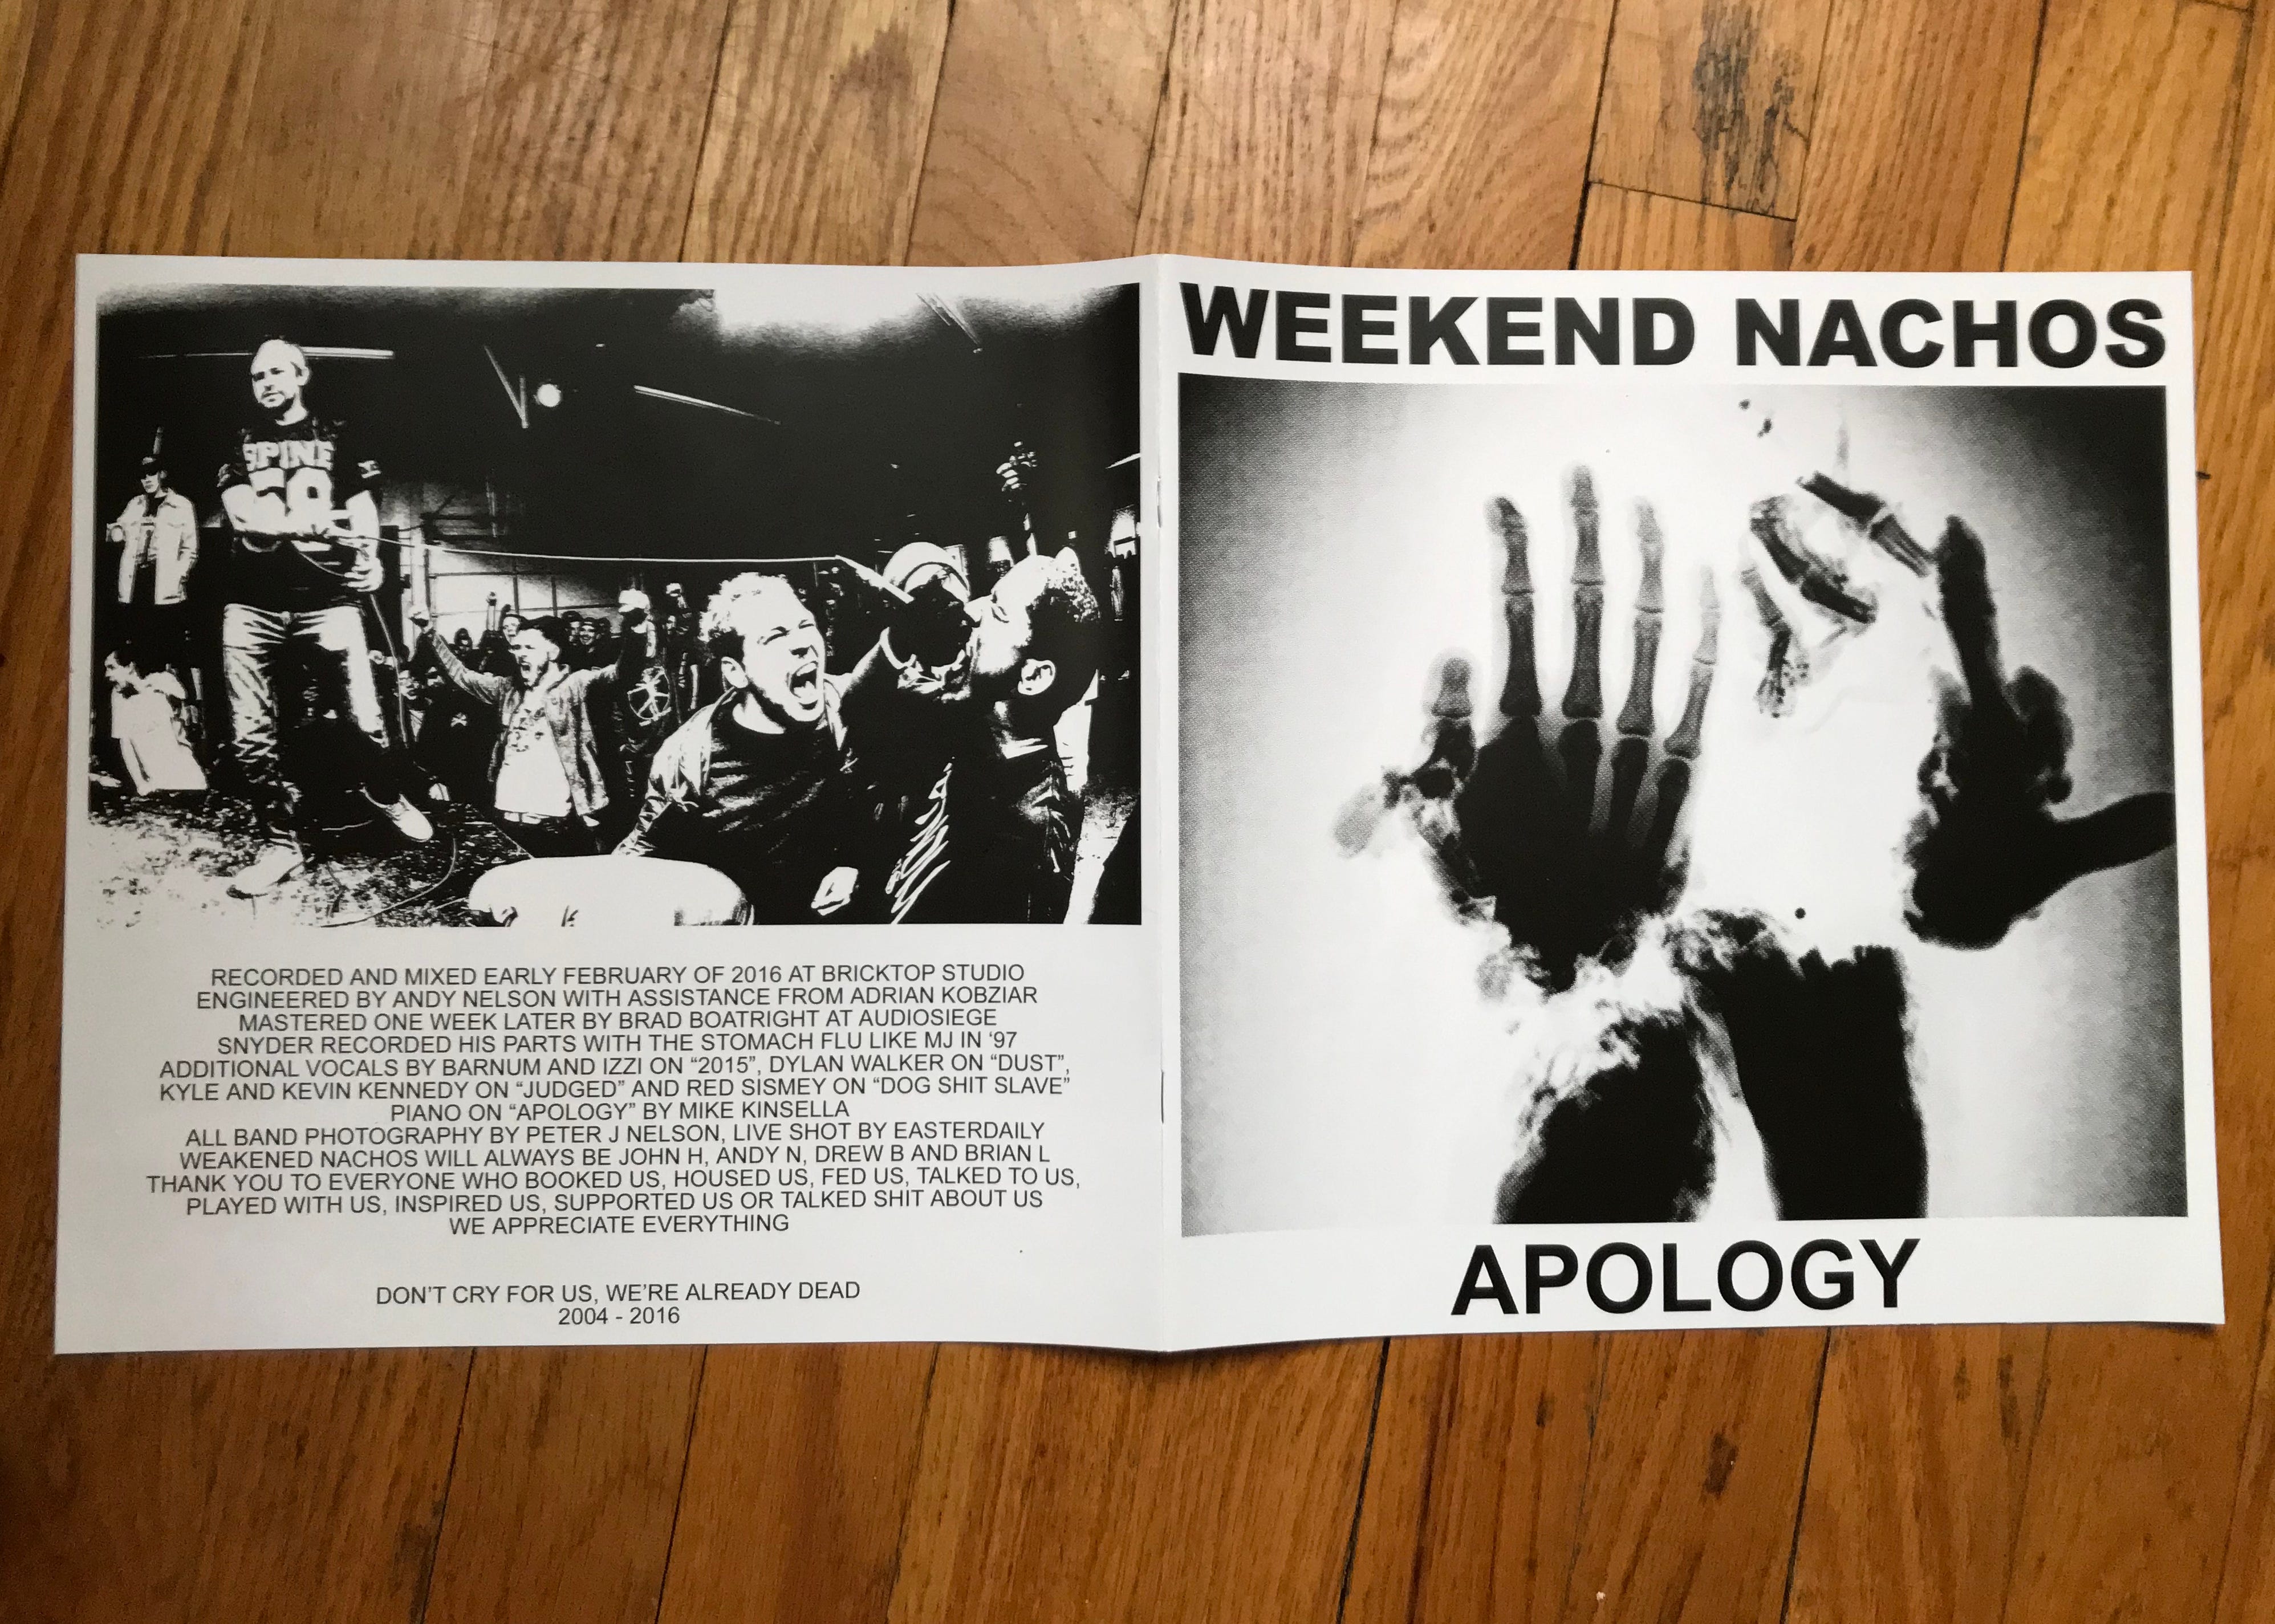 SPINE
RECORDED AND MIXED EARLY FEBRUARY OF 2016 AT BRICKTOP STUDIO
ENGINEERED BY ANDY NELSON WITH ASSISTANCE FROM ADRIAN KOBZIAR
MASTERED ONE WEEK LATER BY BRAD BOATRIGHT AT AUDIOSIEGE
SNYDER RECORDED HIS PARTS WITH THE STOMACH FLU LIKE MJ IN ‘97
ADDITIONAL VOCALS BY BARNUM AND IZZI ON “2015”, DYLAN WALKER ON “DUST”,
KYLE AND KEVIN KENNEDY ON “JUDGED” AND RED SISMEY ON “DOG SHIT SLAVE”
PIANO ON “APOLOGY” BY MIKE KINSELLA
ALL BAND PHOTOGRAPHY BY PETER J NELSON, LIVE SHOT BY EASTERDAILY
WEAKENED NACHOS WILL ALWAYS BE JOHN H, ANDY N, DREW B AND BRIAN L
THANK YOU TO EVERYONE WHO BOOKED US, HOUSED US, FED US, TALKED TO US,
PLAYED WITH US, INSPIRED US, SUPPORTED US OR TALKED SHIT ABOUT US
WE APPRECIATE EVERYTHING
DON’T CRY FOR US, WE’RE ALREADY DEAD
2004 - 2016
WEEKEND NACHOS
APOLOGY